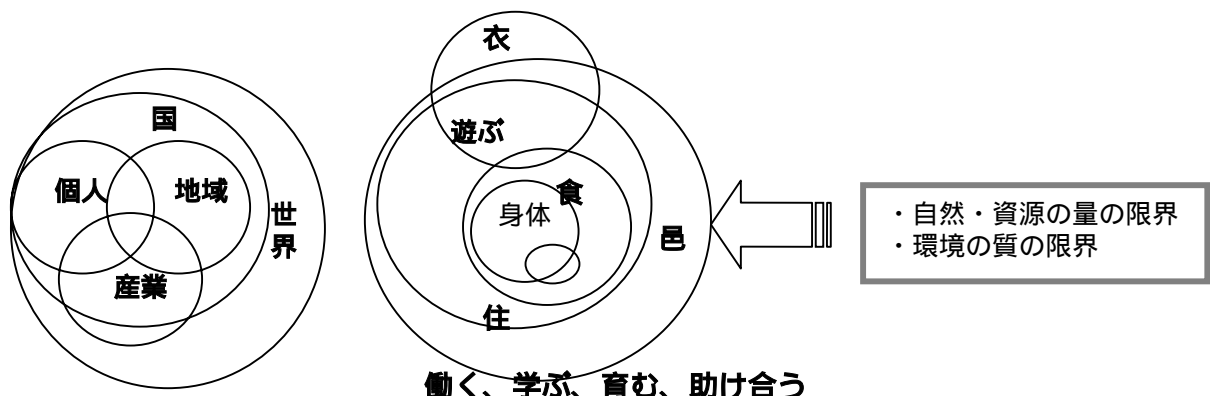 国
個人
地域
世
界
産業
衣
遊ぶ
食
身体
邑
住
働く、学ぶ、育む、助け合う
・自然・資源の量の限界
・環境の質の限界